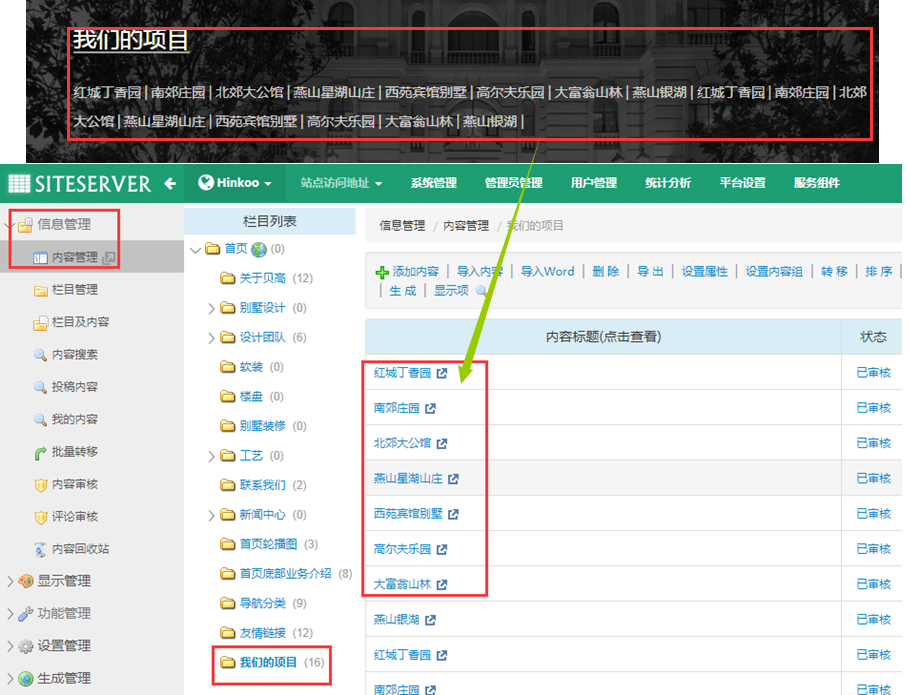 我们的项目
红城丁香园 | 南郊庄园 | 北郊大公馆 | 燕山星湖山庄 | 西苑宾馆别墅 | 高尔夫乐园 | 大富翁山林 | 燕山银湖 | 红城丁香园 | 南郊庄园 | 北郊
大公馆 | 燕山星湖山庄 | 西苑宾馆别墅 | 高尔夫乐园 | 大富翁山林 | 燕山银湖 |
SITESERVER Hinkoo 站点访问地址 系统管理 管理员管理 用户管理 统计分析 平台设置 服务组件
信息管理
内容管理
栏目管理
栏目及内容
内容搜索
投稿内容
我的内容
批量转移
内容审核
评论审核
内容回收站
显示管理
功能管理
设置管理
生成管理
栏目列表
首页 (0)
关于贝高 (12)
别墅设计 (0)
设计团队 (6)
软装 (0)
楼盘 (0)
别墅装修 (0)
工艺 (0)
联系我们 (2)
新闻中心 (0)
首页轮播图 (3)
首页底部业务介绍 (8)
导航分类 (9)
友情链接 (12)
我们的项目 (16)
信息管理 / 内容管理 / 我们的项目
添加内容 | 导入内容 | 导入Word | 删 除 | 导 出 | 设置属性 | 设置内容组 | 转 移 | 排 序 |
| 生 成 | 显示项
内容标题(点击查看) 状态
红城丁香园 已审核
南郊庄园 已审核
北郊大公馆 已审核
燕山星湖山庄 已审核
西苑宾馆别墅 已审核
高尔夫乐园 已审核
大富翁山林 已审核
燕山银湖 已审核
红城丁香园 已审核
南郊庄园 已审核